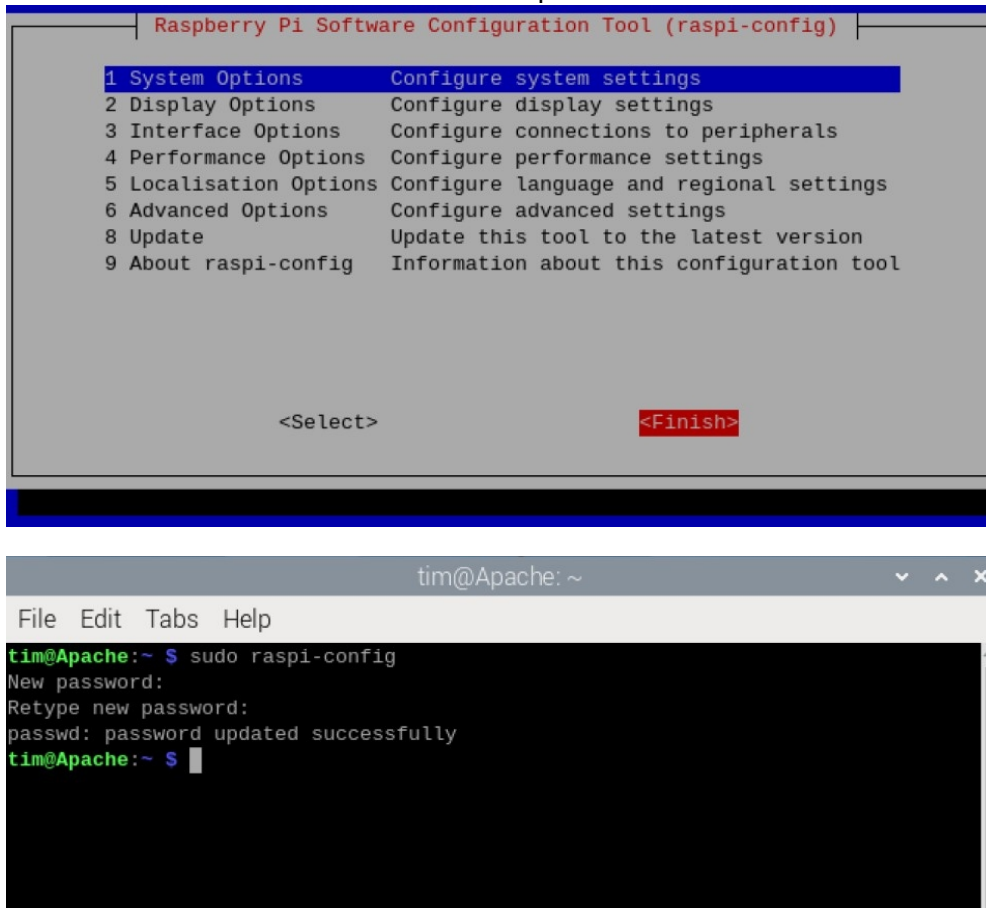 Raspberry Pi Software Configuration Tool (raspi-config)
1 System Options Configure system settings
2 Display Options Configure display settings
3 Interface Options Configure connections to peripherals
4 Performance Options Configure performance settings
5 Localisation Options Configure language and regional settings
6 Advanced Options Configure advanced settings
8 Update Update this tool to the latest version
9 About raspi-config Information about this configuration tool
<Select> <Finish>
tim@Apache: ~
File Edit Tabs Help
tim@Apache:~ $ sudo raspi-config
New password:
Retype new password:
passwd: password updated successfully
tim@Apache:~ $